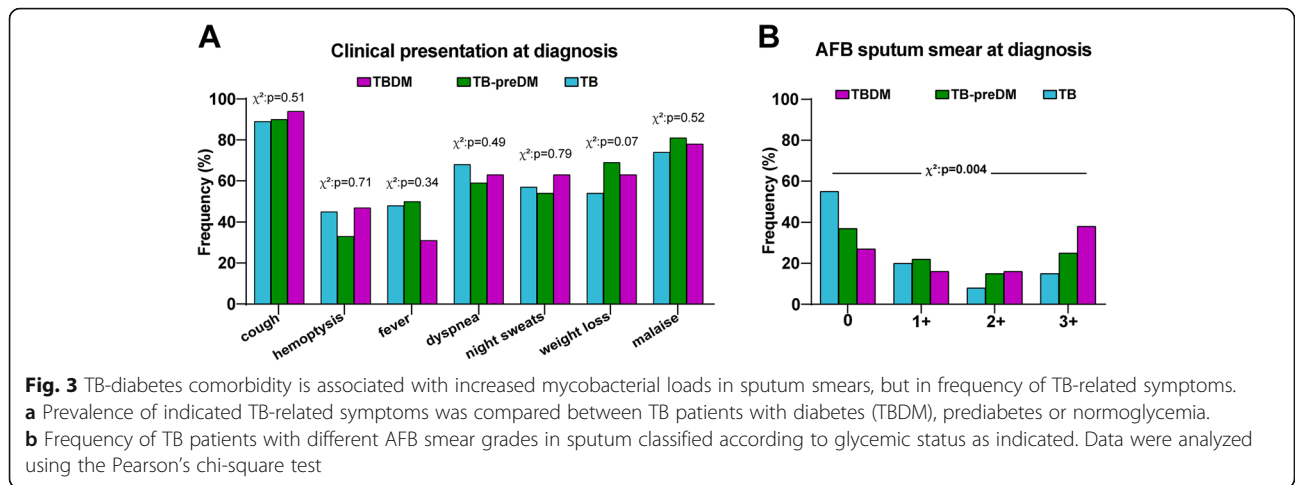 A
Clinical presentation at diagnosis
TBDM TB-preDM TB
Frequency (%)
100
80
60
40
20
0
χ²:p=0.51
χ²:p=0.71
χ²:p=0.34
χ²:p=0.49
χ²:p=0.79
χ²:p=0.07
χ²:p=0.52
cough
hemoptysis
fever
dyspnea
night sweats
weight loss
malaise
B
AFB sputum smear at diagnosis
TBDM TB-preDM TB
Frequency (%)
100
80
60
40
20
0
χ²:p=0.004
0 1+ 2+ 3+
Fig. 3 TB-diabetes comorbidity is associated with increased mycobacterial loads in sputum smears, but in frequency of TB-related symptoms.
a Prevalence of indicated TB-related symptoms was compared between TB patients with diabetes (TBDM), prediabetes or normoglycemia.
b Frequency of TB patients with different AFB smear grades in sputum classified according to glycemic status as indicated. Data were analyzed
using the Pearson's chi-square test